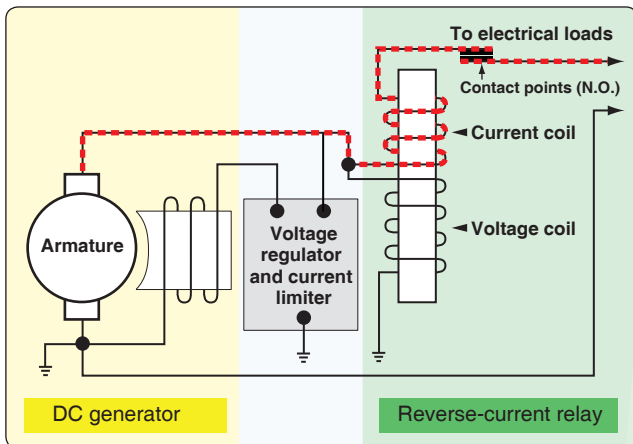 To electrical loads
Contact points (N.O.)
Current coil
Armature
Voltage
regulator
and current
limiter
Voltage coil
DC generator
Reverse-current relay